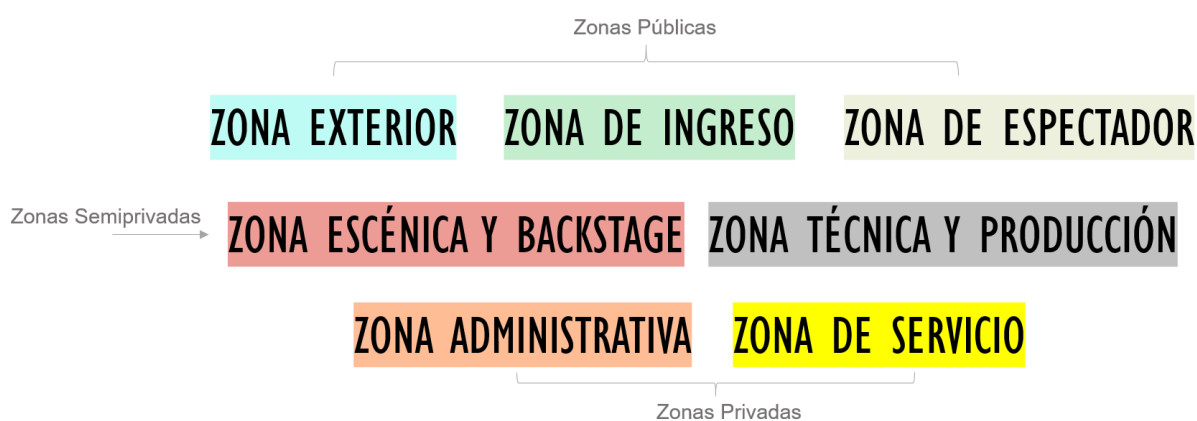 Zonas Públicas
ZONA EXTERIOR ZONA DE INGRESO ZONA DE ESPECTADOR
Zonas Semiprivadas
ZONA ESCÉNICA Y BACKSTAGE ZONA TÉCNICA Y PRODUCCIÓN
ZONA ADMINISTRATIVA ZONA DE SERVICIO
Zonas Privadas